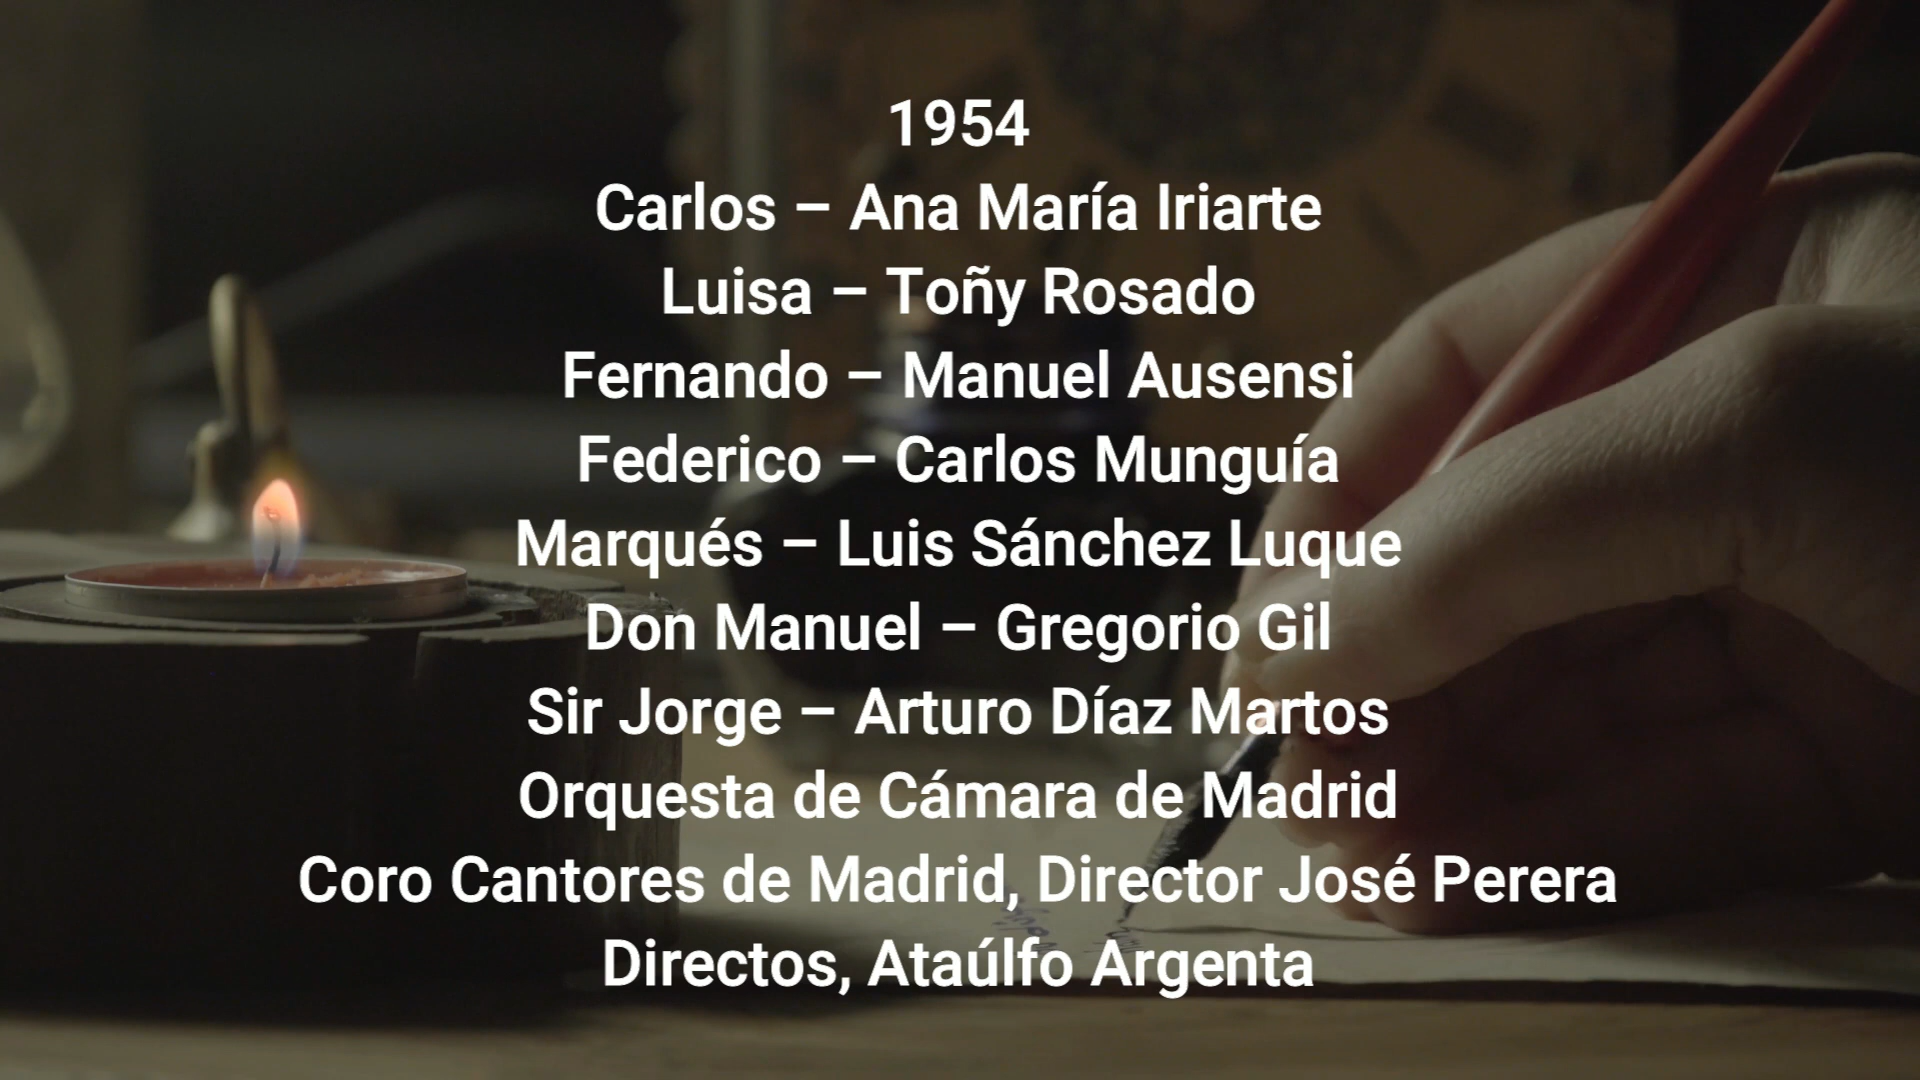 1954
Carlos – Ana María Iriarte
Luisa – Toñy Rosado
Fernando – Manuel Ausensi
Federico – Carlos Munguía
Marqués – Luis Sánchez Luque
Don Manuel – Gregorio Gil
Sir Jorge – Arturo Díaz Martos
Orquesta de Cámara de Madrid
Coro Cantores de Madrid, Director José Perera
Directos, Ataúlfo Argenta